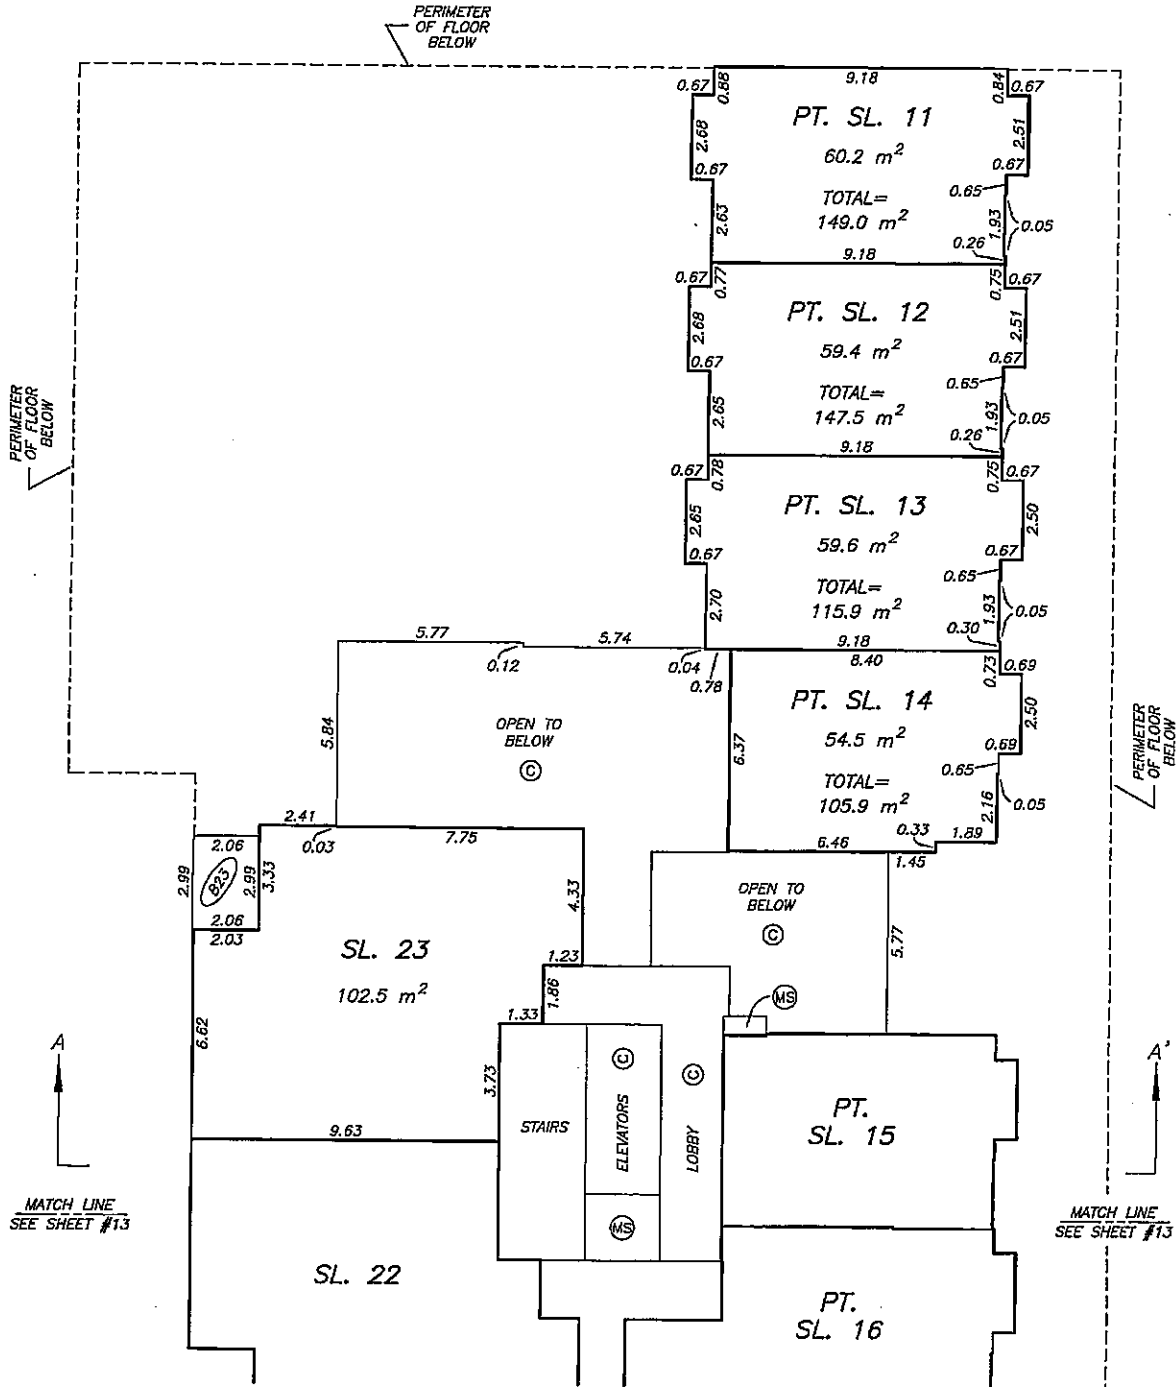 PERIMETER
OF FLOOR
BELOW
9.18
0.67
0.88
0.84
0.67
PT. SL. 11
60.2 m²
2.68
2.51
0.67
0.67
0.65
TOTAL=
149.0 m²
2.63
1.93
0.05
0.26
9.18
0.67
0.77
0.75
0.67
PT. SL. 12
59.4 m²
2.68
2.51
0.67
0.67
0.65
TOTAL=
147.5 m²
2.65
1.93
0.05
0.26
9.18
PERIMETER
OF FLOOR
BELOW
0.67
0.78
0.75
0.67
PT. SL. 13
59.6 m²
2.65
2.50
0.67
0.67
0.65
TOTAL=
115.9 m²
2.70
1.93
0.05
0.30
9.18
5.77
0.12
5.74
0.04
0.78
8.40
0.73
0.69
PT. SL. 14
54.5 m²
2.50
0.69
0.65
TOTAL=
105.9 m²
6.37
2.16
0.05
0.33
1.89
6.46
1.45
PERIMETER
OF FLOOR
BELOW
5.84
OPEN TO
BELOW
C
2.41
0.03
7.75
2.06
2.99
B23
2.99
3.33
2.06
2.03
4.33
OPEN TO
BELOW
C
5.77
SL. 23
102.5 m²
1.23
1.86
1.33
MS
6.62
3.73
A
A'
STAIRS
ELEVATORS
C
LOBBY
C
PT.
SL. 15
9.63
MATCH LINE
SEE SHEET #13
MATCH LINE
SEE SHEET #13
MS
SL. 22
PT.
SL. 16